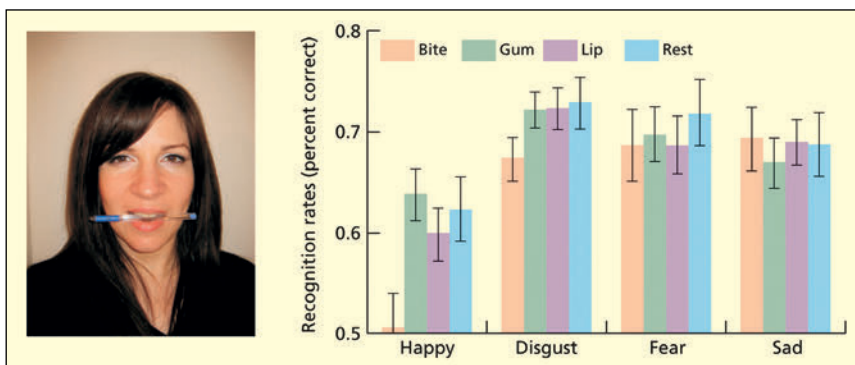 Recognition rates (percent correct)
0.8
0.7
0.6
0.5
Bite Gum Lip Rest
Happy Disgust Fear Sad